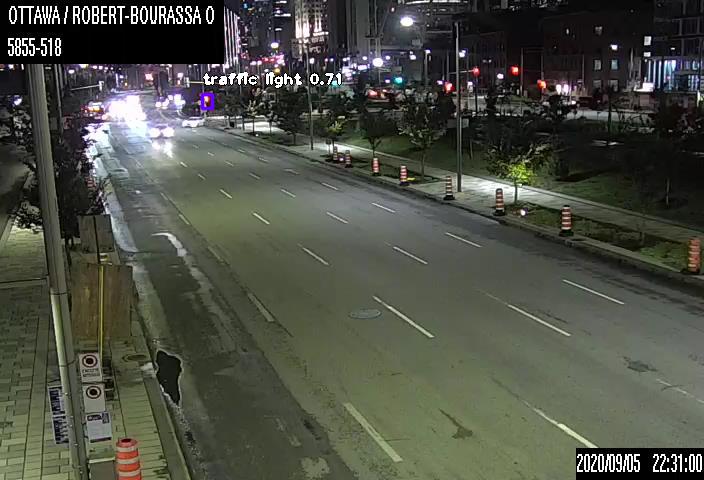 OTTAWA / ROBERT-BOURASSA O
5855-518
traffic light 0.71
2020/09/05 22:31:00